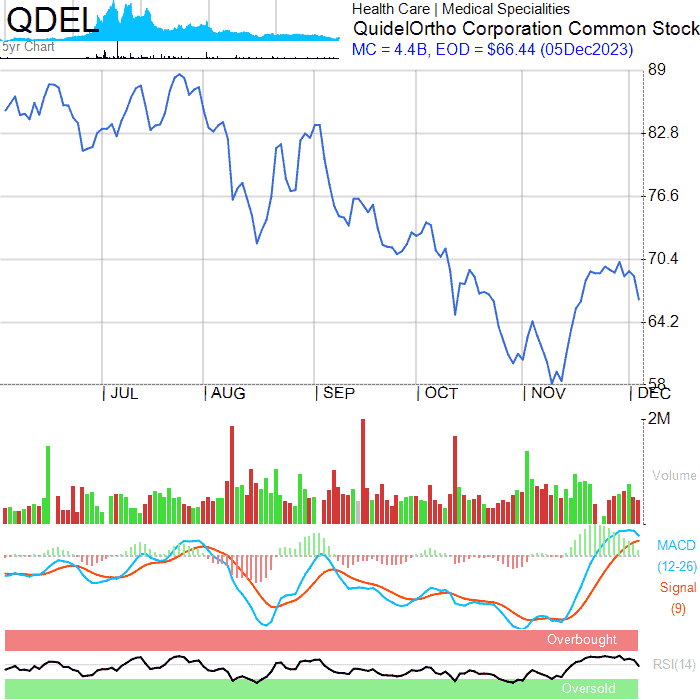 QDEL
5yr Chart
Health Care | Medical Specialities
QuidelOrtho Corporation Common Stock
MC = 4.4B, EOD = $66.44 (05Dec2023)
89
82.8
76.6
70.4
64.2
58
JUL
AUG
SEP
OCT
NOV
DEC
2M
Volume
MACD
(12-26)
Signal
(9)
Overbought
RSI(14)
Oversold